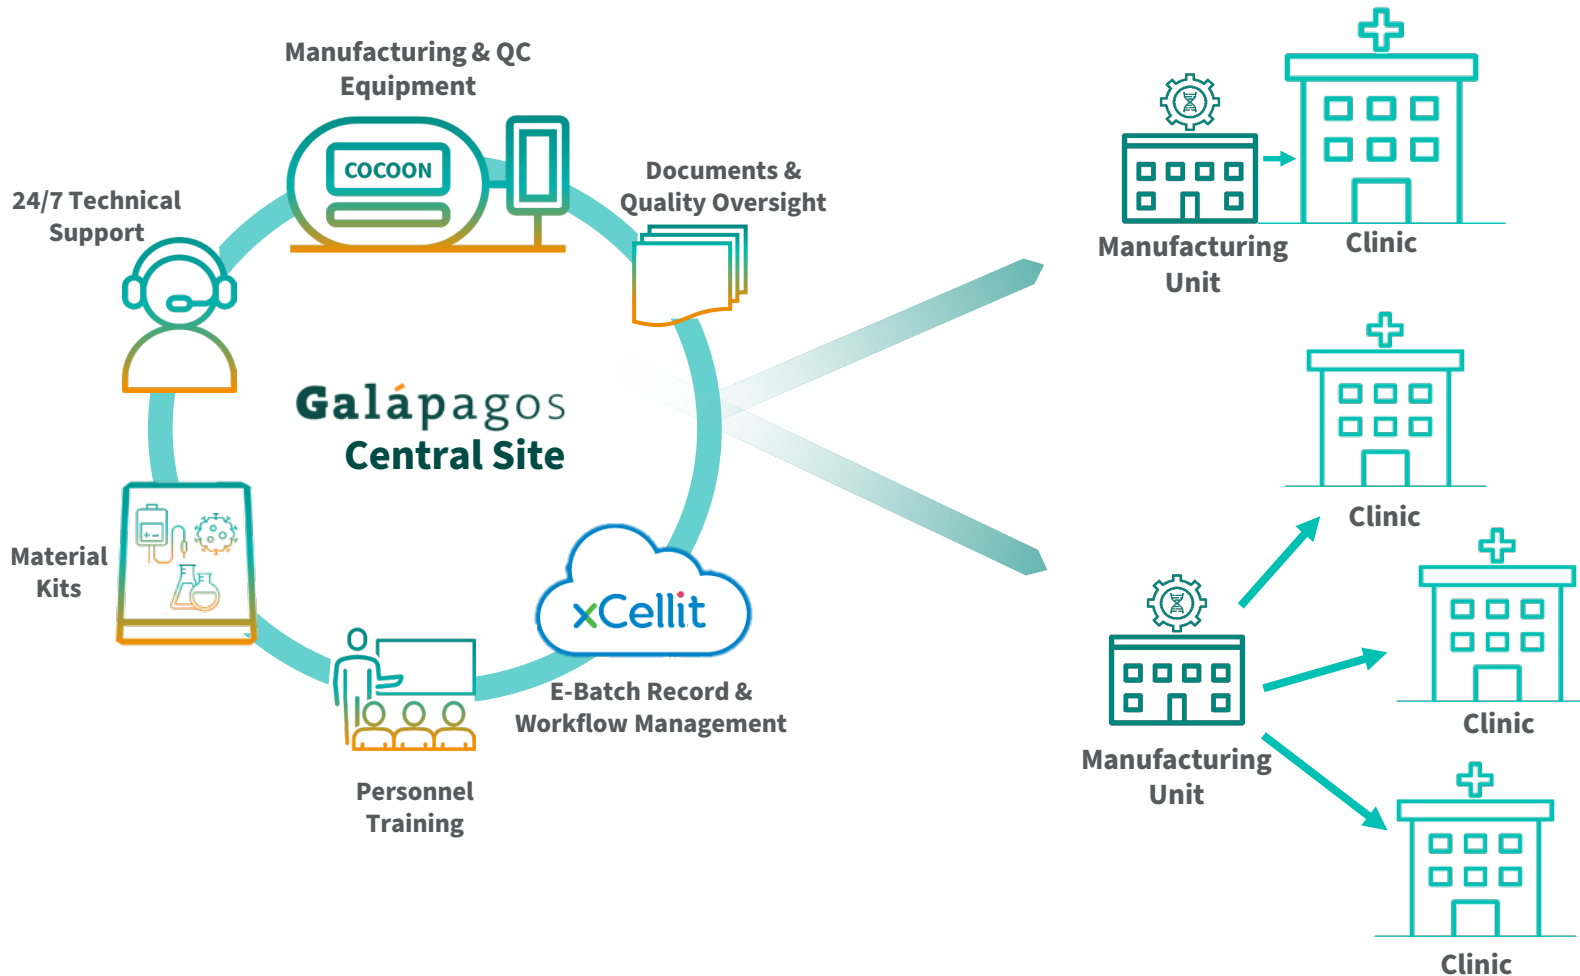 Manufacturing & QC
Equipment
COCOON
24/7 Technical
Support
Documents &
Quality Oversight
Galápagos
Central Site
Material
Kits
xCellit
E-Batch Record &
Workflow Management
Personnel
Training
Manufacturing
Unit
Clinic
Clinic
Clinic
Manufacturing
Unit
Clinic